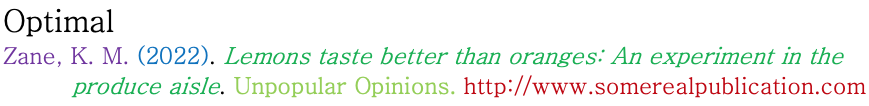 Optimal
Zane, K. M. (2022). Lemons taste better than oranges: An experiment in the
produce aisle. Unpopular Opinions. http://www.somerealpublication.com